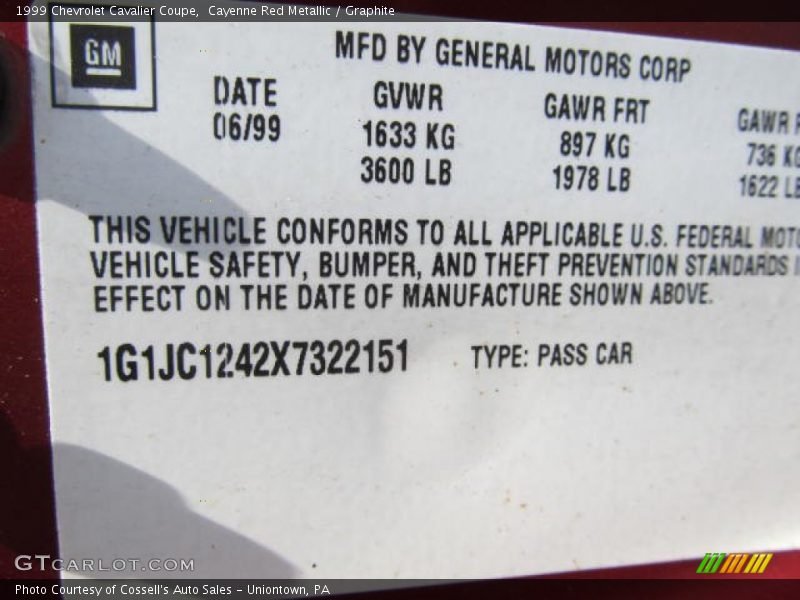 1999 Chevrolet Cavalier Coupe, Cayenne Red Metallic / Graphite
GM
MFD BY GENERAL MOTORS CORP
DATE GVWR GAWR FRT GAWR
06/99 1633 KG 897 KG 736 KG
3600 LB 1978 LB 1622 LB
THIS VEHICLE CONFORMS TO ALL APPLICABLE U.S. FEDERAL MOT
VEHICLE SAFETY, BUMPER, AND THEFT PREVENTION STANDARDS
EFFECT ON THE DATE OF MANUFACTURE SHOWN ABOVE.
1G1JC1242X7322151 TYPE: PASS CAR
GTCARLOT.COM
Photo Courtesy of Cossell's Auto Sales - Uniontown, PA